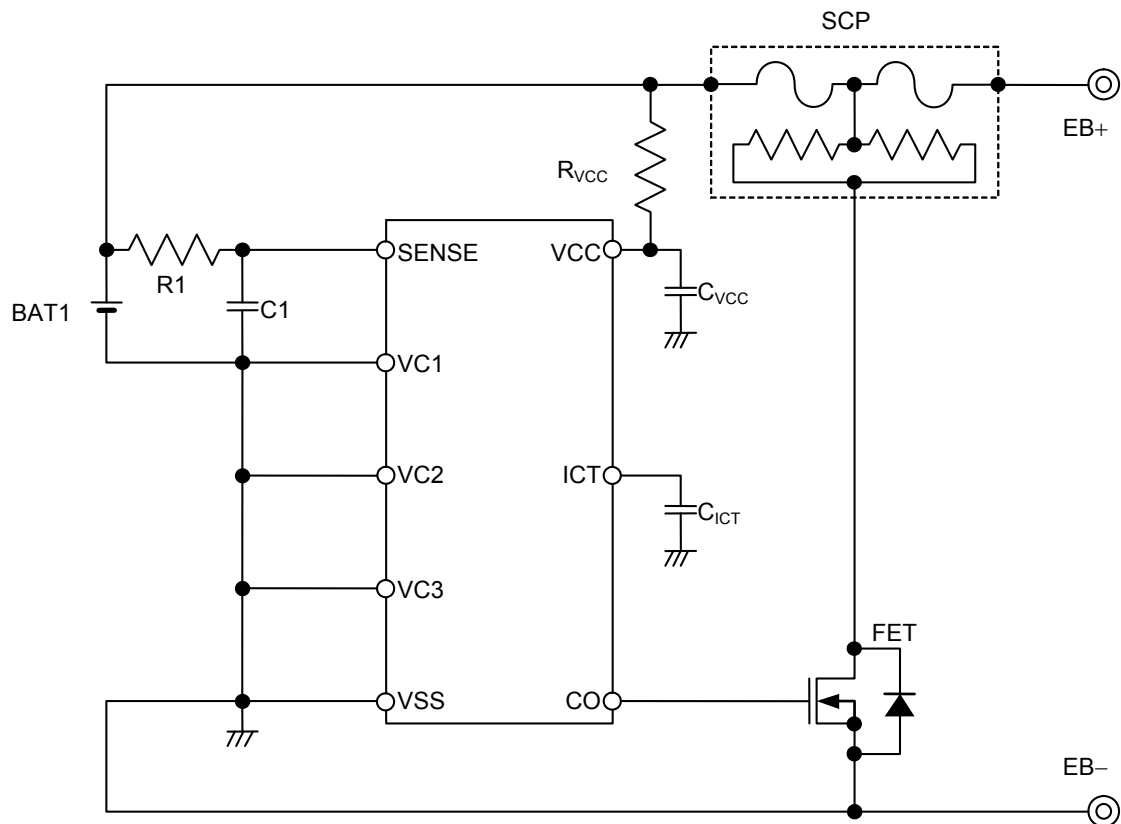 SCP
EB+
RVCC
SENSE
VCC
R1
BAT1
C1
CVCC
VC1
VC2
ICT
CICT
VC3
FET
VSS
CO
EB−